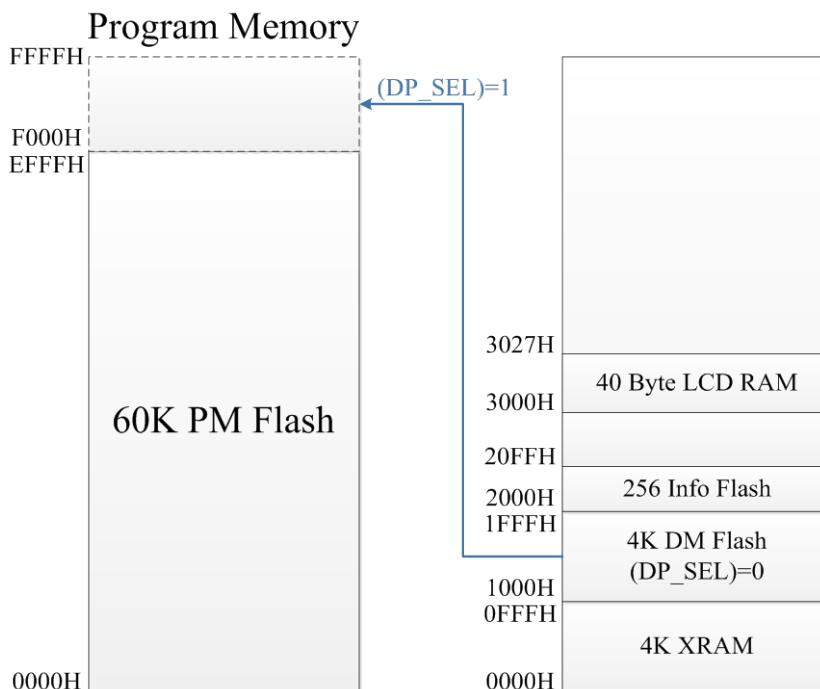 Program Memory
FFFFH
(DP_SEL)=1
F000H
EFFFH
60K PM Flash
0000H
3027H
40 Byte LCD RAM
3000H
20FFH
256 Info Flash
2000H
1FFFH
4K DM Flash
(DP_SEL)=0
1000H
0FFFH
4K XRAM
0000H